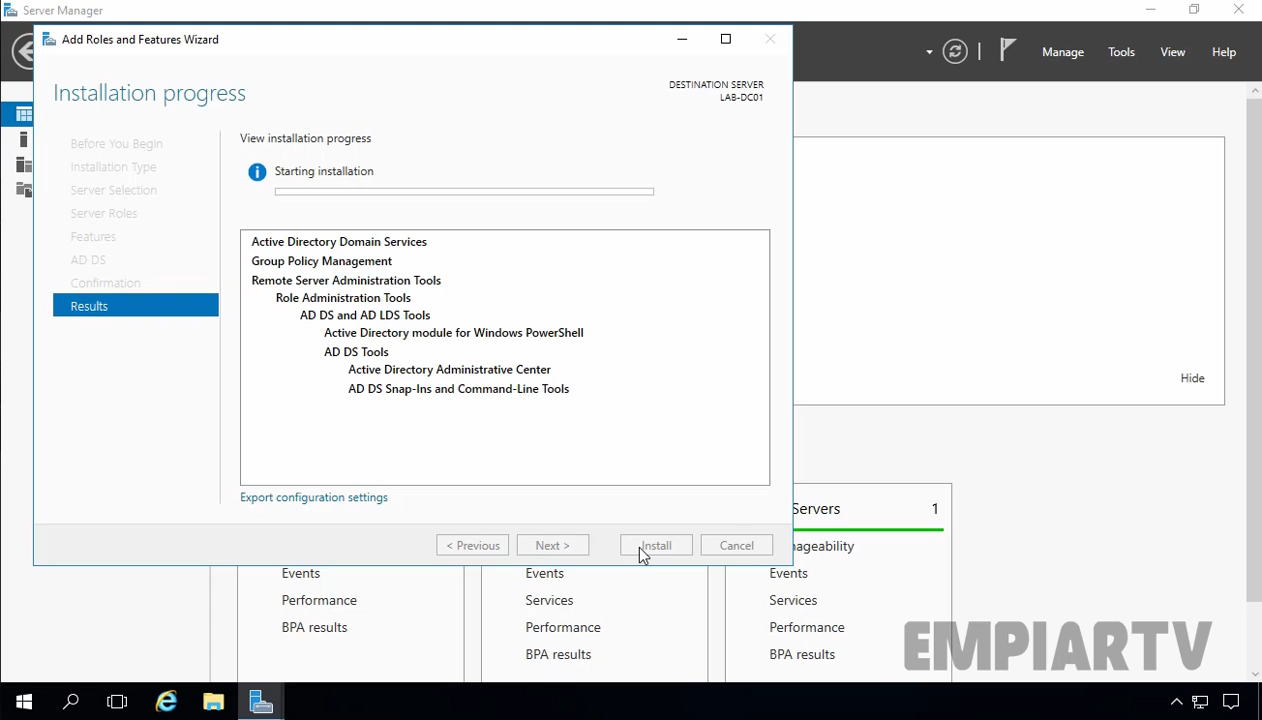 Server Manager
Add Roles and Features Wizard
Manage
Tools
View
Help
Installation progress
DESTINATION SERVER
LAB-DC01
Before You Begin
Installation Type
Server Selection
Server Roles
Features
AD DS
Confirmation
Results
View installation progress
Starting installation
Active Directory Domain Services
Group Policy Management
Remote Server Administration Tools
Role Administration Tools
AD DS and AD LDS Tools
Active Directory module for Windows PowerShell
AD DS Tools
Active Directory Administrative Center
AD DS Snap-Ins and Command-Line Tools
Export configuration settings
< Previous
Next >
Install
Cancel
Hide
Servers 1
nageability
Events
Performance
BPA results
Events
Services
Performance
BPA results
Events
Services
Performance
BPA results
EMPIARTV